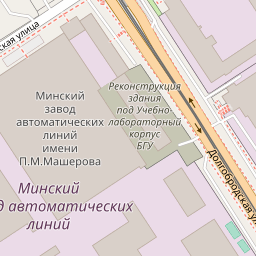 ская улица
Реконструкция
здания
под Учебно-
лабораторный
корпус
БГУ
Минский
завод
автоматических
линий
имени
П.М.Машерова
Долгобродская ул
Минский
д автоматических
линий